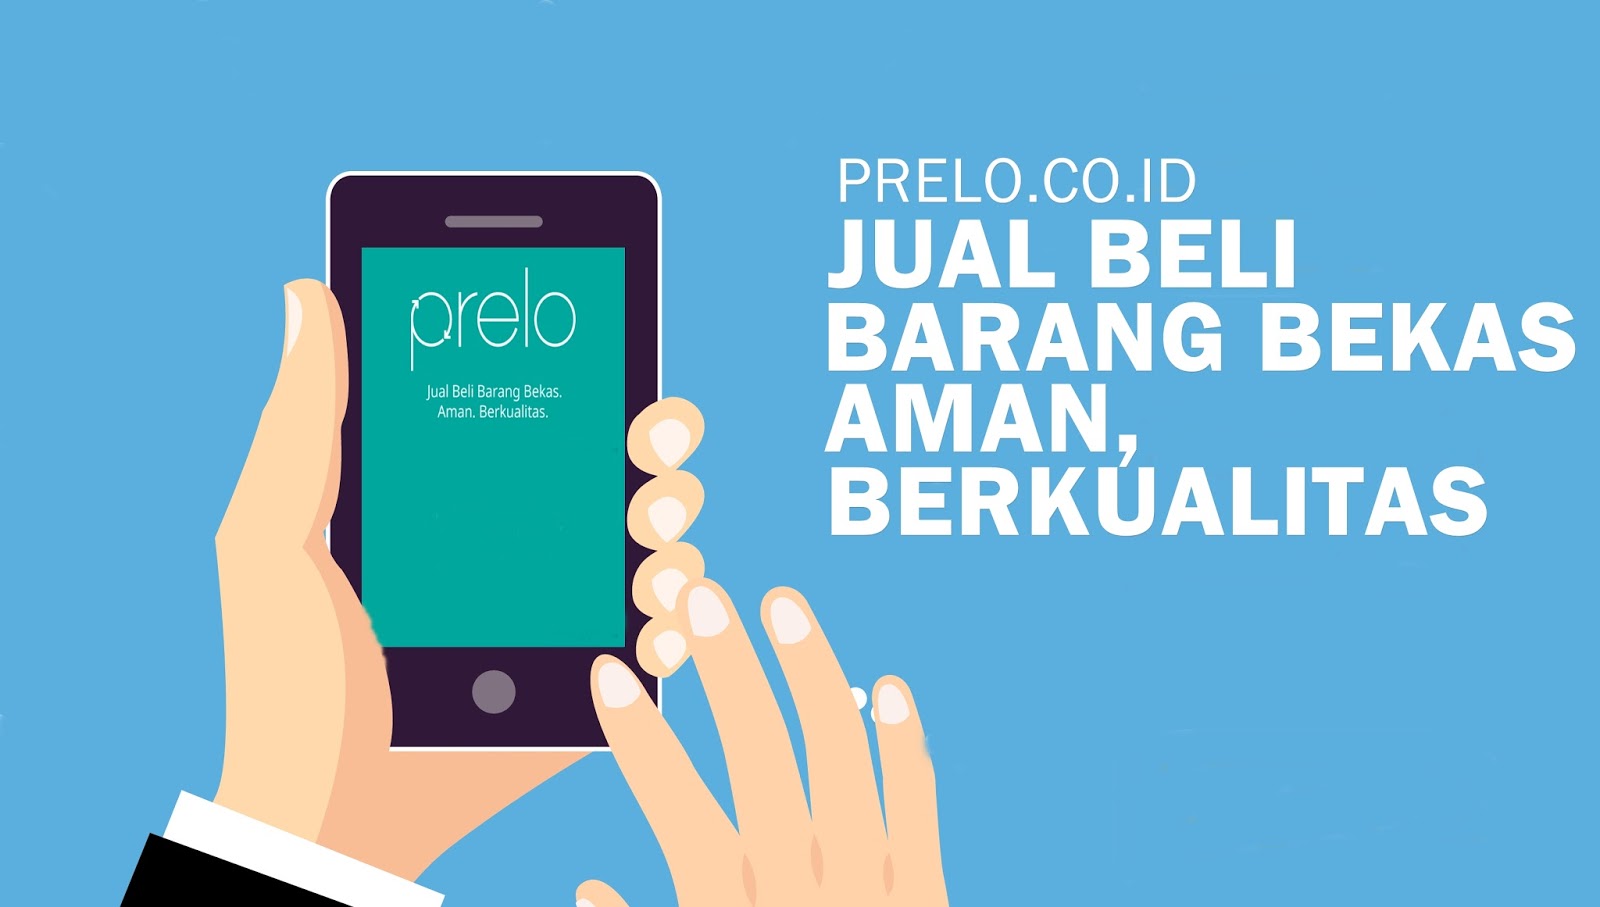 prelo
Jual Beli Barang Bekas.
Aman. Berkualitas.
PRELO.CO.ID
JUAL BELI
BARANG BEKAS
AMAN,
BERKUALITAS